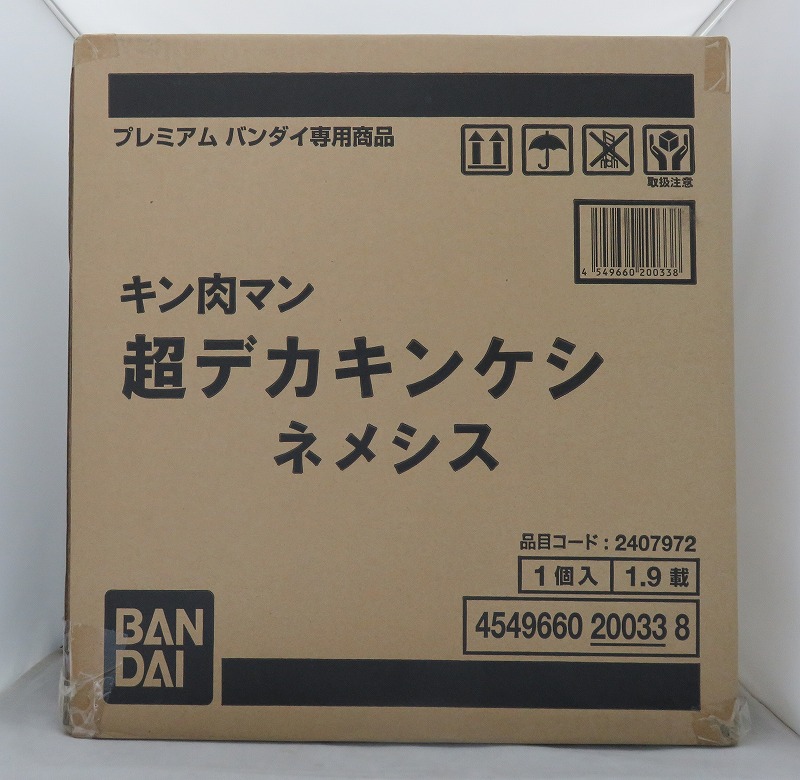 プレミアム バンダイ専用商品
取扱注意
4 549660 200338
キン肉マン
超デカキンケシ
ネメシス
品目コード：2407972
1個入 1.9載
4549660 20033 8
BAN
DAI